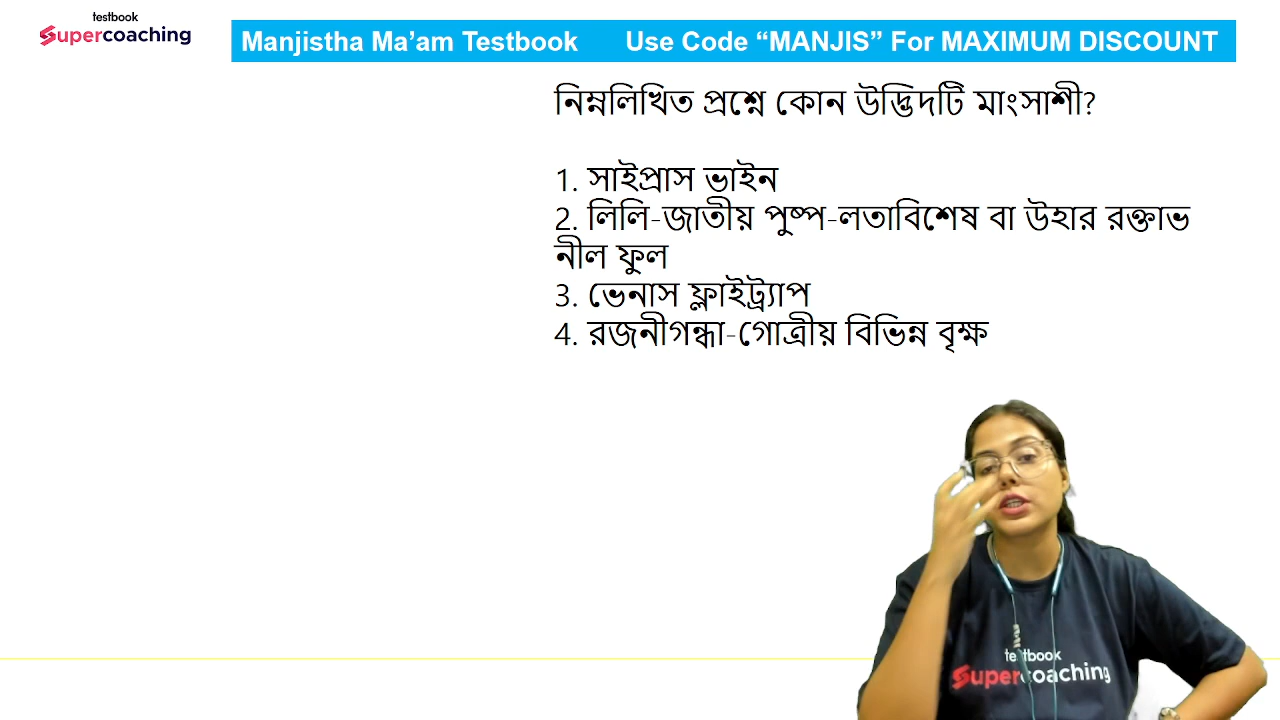 testbook
Supercoaching
Manjistha Ma’am Testbook Use Code “MANJIS” For MAXIMUM DISCOUNT
নিম্নলিখিত প্রশ্নে কোন উদ্ভিদটি মাংসাশী?
1. সাইপ্রাস ভাইন
2. লিলি-জাতীয় পুষ্প-লতাবিশেষ বা উহার রক্তাভ
নীল ফুল
3. ভেনাস ফ্লাইট্র্যাপ
4. রজনীগন্ধা-গোত্রীয় বিভিন্ন বৃক্ষ
testbook
Supercoaching